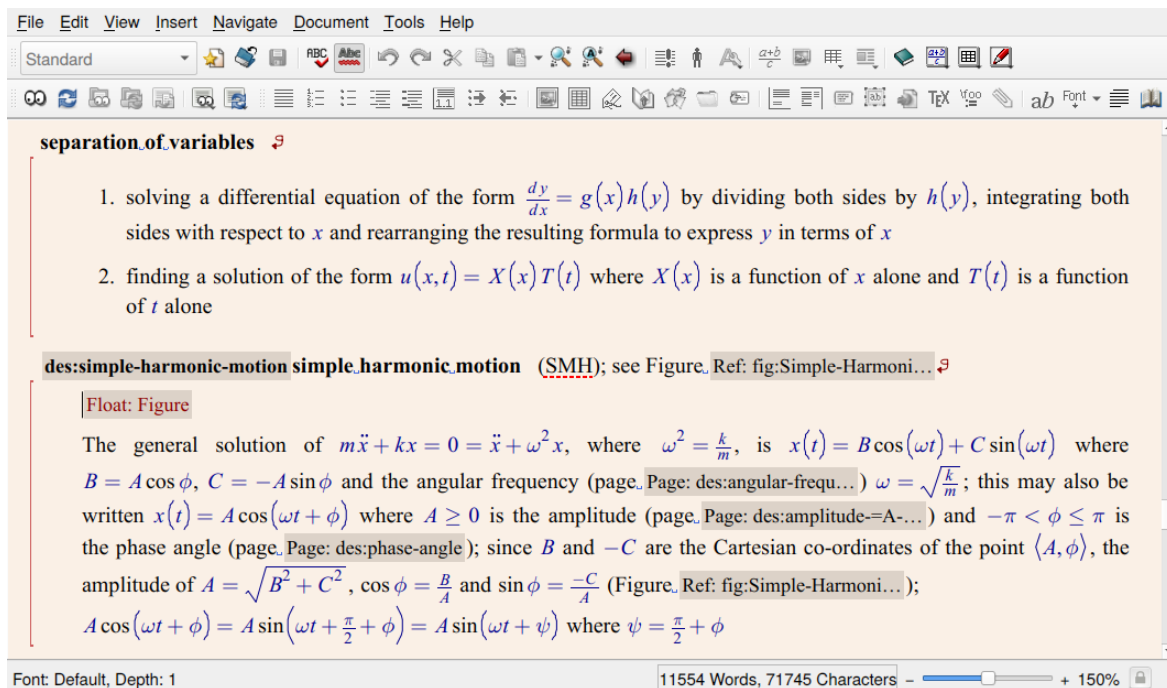 File Edit View Insert Navigate Document Tools Help
Standard
separation of variables
1. solving a differential equation of the form dy/dx = g(x)h(y) by dividing both sides by h(y), integrating both
sides with respect to x and rearranging the resulting formula to express y in terms of x
2. finding a solution of the form u(x,t) = X(x)T(t) where X(x) is a function of x alone and T(t) is a function
of t alone
des:simple-harmonic-motion simple harmonic motion (SMH); see Figure Ref: fig:Simple-Harmoni…
Float: Figure
The general solution of mẍ + kx = 0 = ẍ + ω²x, where ω² = k/m, is x(t) = B cos(ωt) + C sin(ωt) where
B = A cos ϕ, C = −A sin ϕ and the angular frequency (page Page: des:angular-frequ…) ω = √(k/m); this may also be
written x(t) = A cos(ωt + ϕ) where A ≥ 0 is the amplitude (page Page: des:amplitude-=A-…) and −π < ϕ ≤ π is
the phase angle (page Page: des:phase-angle); since B and −C are the Cartesian co-ordinates of the point ⟨A, ϕ⟩, the
amplitude of A = √(B² + C²), cos ϕ = B/A and sin ϕ = −C/A (Figure Ref: fig:Simple-Harmoni…);
A cos(ωt + ϕ) = A sin(ωt + π/2 + ϕ) = A sin(ωt + ψ) where ψ = π/2 + ϕ
Font: Default, Depth: 1 11554 Words, 71745 Characters − + 150%